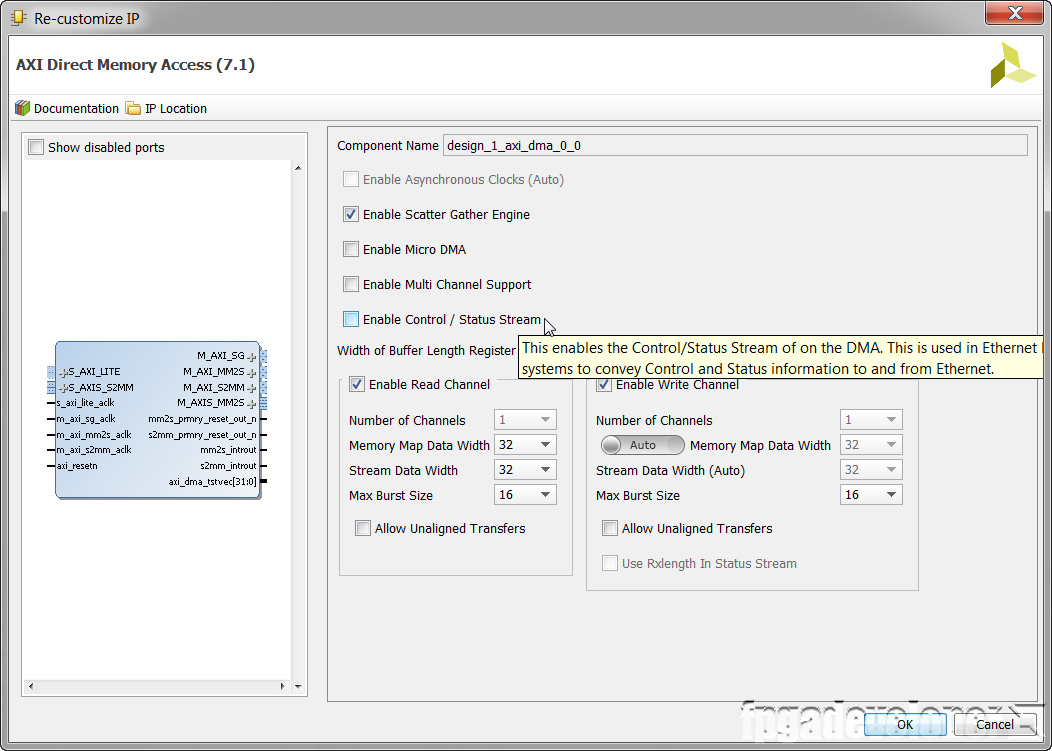 Re-customize IP
AXI Direct Memory Access (7.1)
Documentation IP Location
Show disabled ports
M_AXI_SG
S_AXI_LITE M_AXI_MM2S
S_AXIS_S2MM M_AXI_S2MM
s_axi_lite_aclk M_AXIS_MM2S
m_axi_sg_aclk mm2s_prmry_reset_out_n
m_axi_mm2s_aclk s2mm_prmry_reset_out_n
m_axi_s2mm_aclk mm2s_introut
axi_resetn s2mm_introut
axi_dma_tstvec[31:0]
Component Name design_1_axi_dma_0_0
Enable Asynchronous Clocks (Auto)
Enable Scatter Gather Engine
Enable Micro DMA
Enable Multi Channel Support
Enable Control / Status Stream
Width of Buffer Length Register
This enables the Control/Status Stream of on the DMA. This is used in Ethernet
systems to convey Control and Status information to and from Ethernet.
Enable Read Channel
Number of Channels 1
Memory Map Data Width 32
Stream Data Width 32
Max Burst Size 16
Allow Unaligned Transfers
Enable Write Channel
Number of Channels 1
Auto Memory Map Data Width 32
Stream Data Width (Auto) 32
Max Burst Size 16
Allow Unaligned Transfers
Use Rxlength In Status Stream
OK Cancel